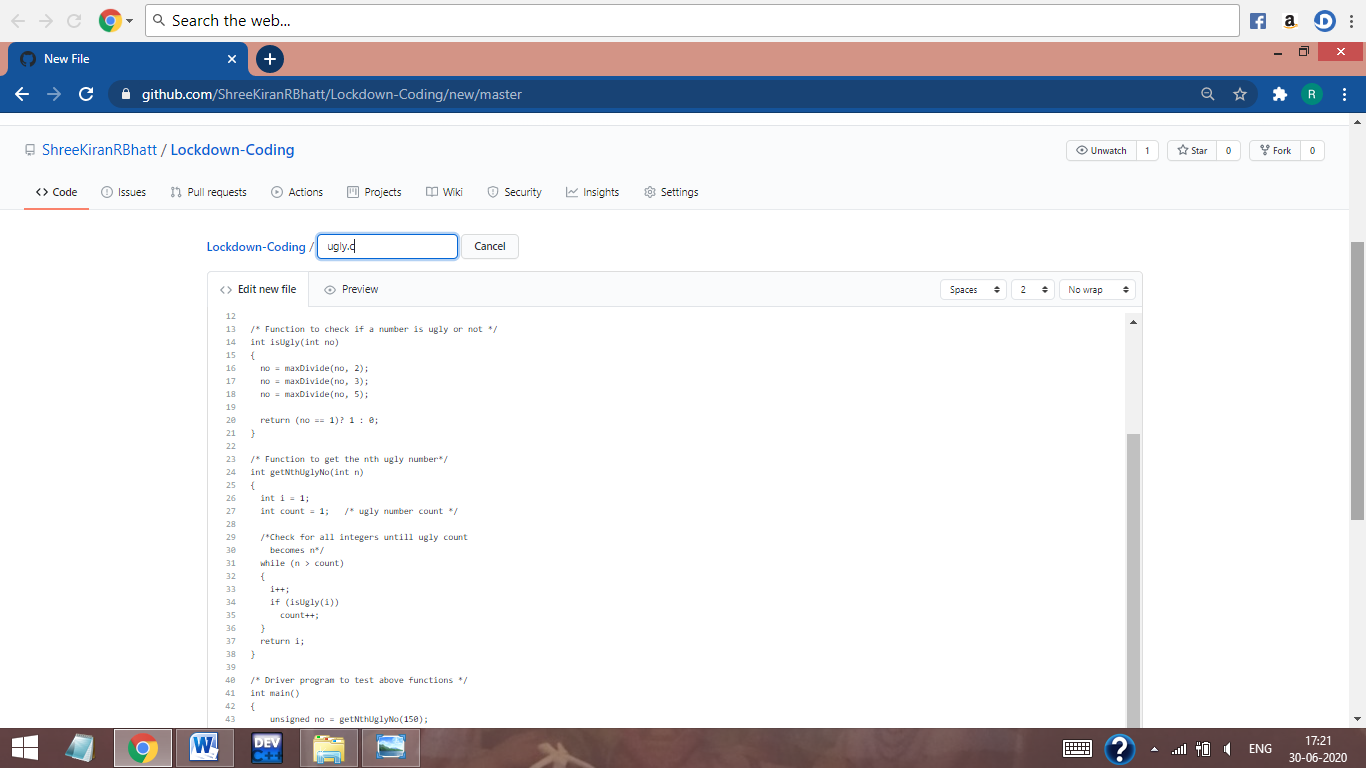 Search the web...
New File
github.com/ShreeKiranRBhatt/Lockdown-Coding/new/master
R
ShreeKiranRBhatt / Lockdown-Coding
Unwatch 1 Star 0 Fork 0
Code Issues Pull requests Actions Projects Wiki Security Insights Settings
Lockdown-Coding / ugly.c Cancel
Edit new file Preview Spaces 2 No wrap
12
13 /* Function to check if a number is ugly or not */
14 int isUgly(int no)
15 {
16 no = maxDivide(no, 2);
17 no = maxDivide(no, 3);
18 no = maxDivide(no, 5);
19
20 return (no == 1)? 1 : 0;
21 }
22
23 /* Function to get the nth ugly number*/
24 int getNthUglyNo(int n)
25 {
26 int i = 1;
27 int count = 1; /* ugly number count */
28
29 /*Check for all integers untill ugly count
30 becomes n*/
31 while (n > count)
32 {
33 i++;
34 if (isUgly(i))
35 count++;
36 }
37 return i;
38 }
39
40 /* Driver program to test above functions */
41 int main()
42 {
43 unsigned no = getNthUglyNo(150);
DEV C++
ENG
17:21
30-06-2020